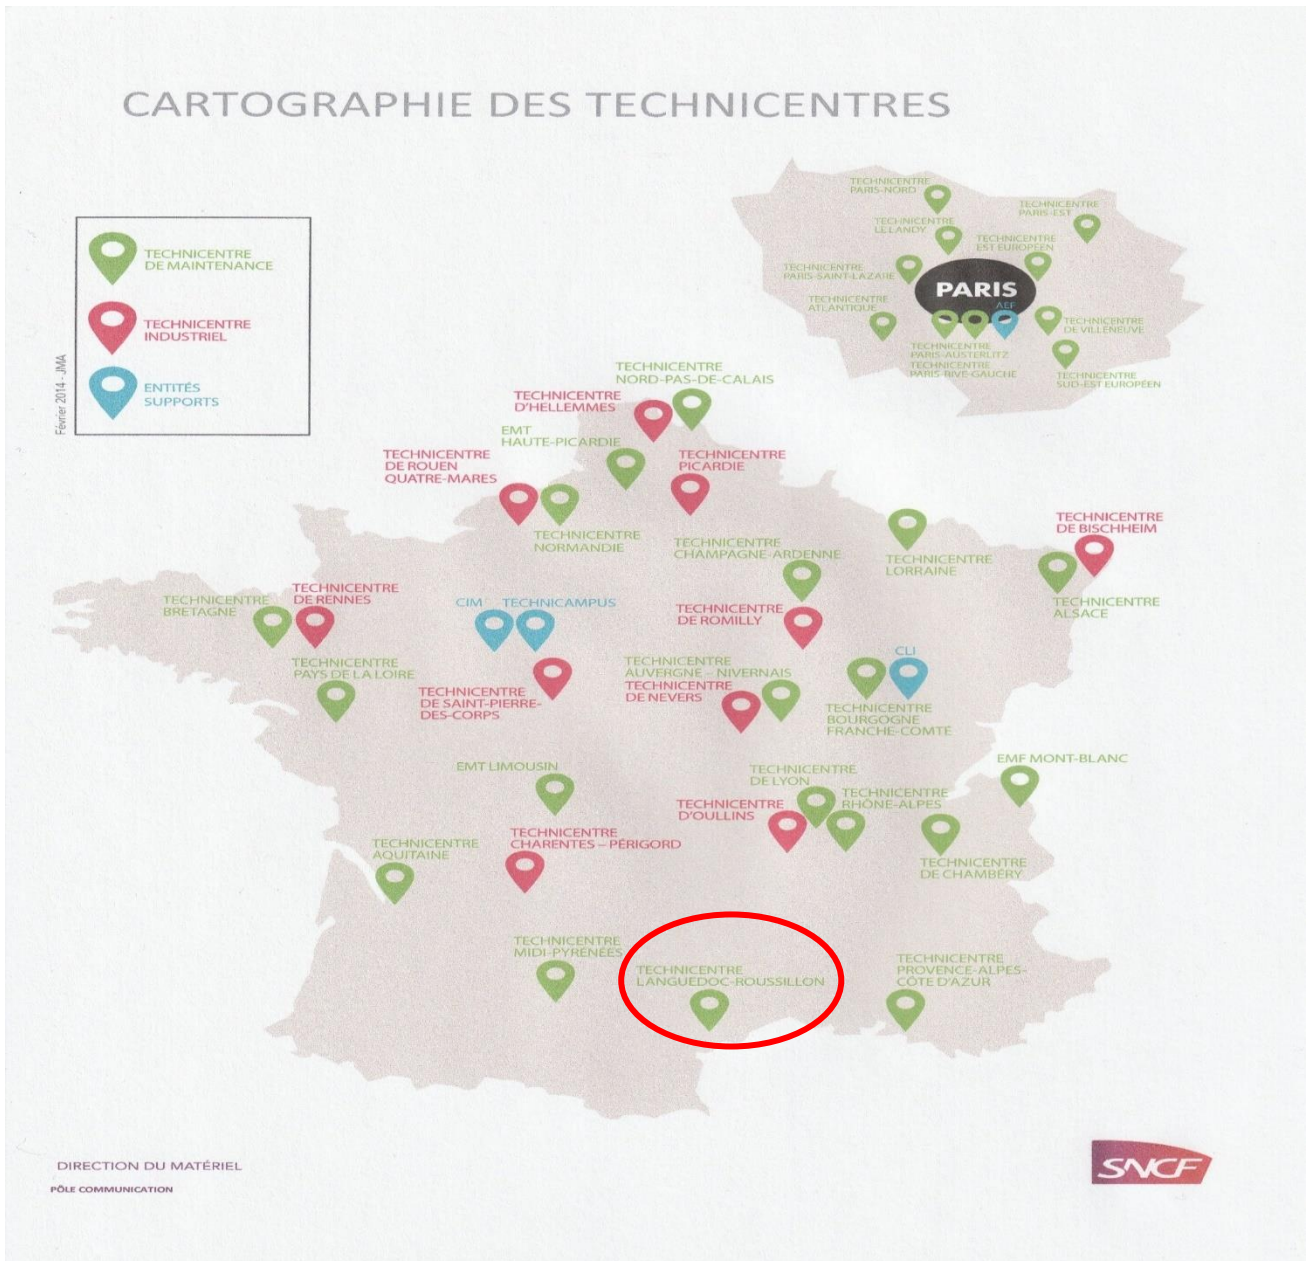 CARTOGRAPHIE DES TECHNICENTRES
TECHNICENTRE
DE MAINTENANCE
TECHNICENTRE
INDUSTRIEL
ENTITÉS
SUPPORTS
Février 2014 - JMA
TECHNICENTRE
PARIS-NORD
TECHNICENTRE
PARIS-EST
TECHNICENTRE
LE LANDY
TECHNICENTRE
EST EUROPÉEN
TECHNICENTRE
PARIS-SAINT-LAZARE
PARIS
AEF
TECHNICENTRE
ATLANTIQUE
TECHNICENTRE
DE VILLENEUVE
TECHNICENTRE
PARIS-AUSTERLITZ
TECHNICENTRE
PARIS-RIVE-GAUCHE
TECHNICENTRE
SUD-EST EUROPÉEN
TECHNICENTRE
NORD-PAS-DE-CALAIS
TECHNICENTRE
D'HELLEMMES
EMT
HAUTE-PICARDIE
TECHNICENTRE
DE ROUEN
QUATRE-MARES
TECHNICENTRE
PICARDIE
TECHNICENTRE
NORMANDIE
TECHNICENTRE
CHAMPAGNE-ARDENNE
TECHNICENTRE
LORRAINE
TECHNICENTRE
DE BISCHHEIM
TECHNICENTRE
ALSACE
TECHNICENTRE
BRETAGNE
TECHNICENTRE
DE RENNES
CIM
TECHNICAMPUS
TECHNICENTRE
DE ROMILLY
TECHNICENTRE
PAYS DE LA LOIRE
TECHNICENTRE
DE SAINT-PIERRE-
DES-CORPS
TECHNICENTRE
AUVERGNE – NIVERNAIS
TECHNICENTRE
DE NEVERS
CLI
TECHNICENTRE
BOURGOGNE
FRANCHE-COMTÉ
EMT LIMOUSIN
TECHNICENTRE
DE LYON
TECHNICENTRE
RHÔNE-ALPES
EMF MONT-BLANC
TECHNICENTRE
D'OULLINS
TECHNICENTRE
AQUITAINE
TECHNICENTRE
CHARENTES – PÉRIGORD
TECHNICENTRE
DE CHAMBÉRY
TECHNICENTRE
MIDI-PYRÉNÉES
TECHNICENTRE
LANGUEDOC-ROUSSILLON
TECHNICENTRE
PROVENCE-ALPES-
CÔTE D'AZUR
DIRECTION DU MATÉRIEL
PÔLE COMMUNICATION
SNCF